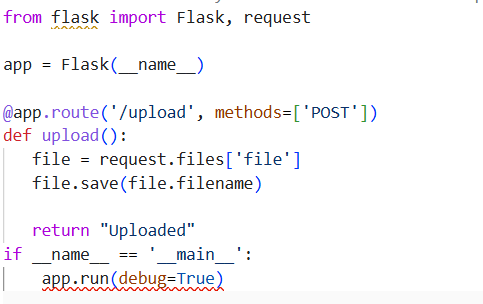 from flask import Flask, request
app = Flask(__name__)
@app.route('/upload', methods=['POST'])
def upload():
    file = request.files['file']
    file.save(file.filename)
    return "Uploaded"
if __name__ == '__main__':
     app.run(debug=True)